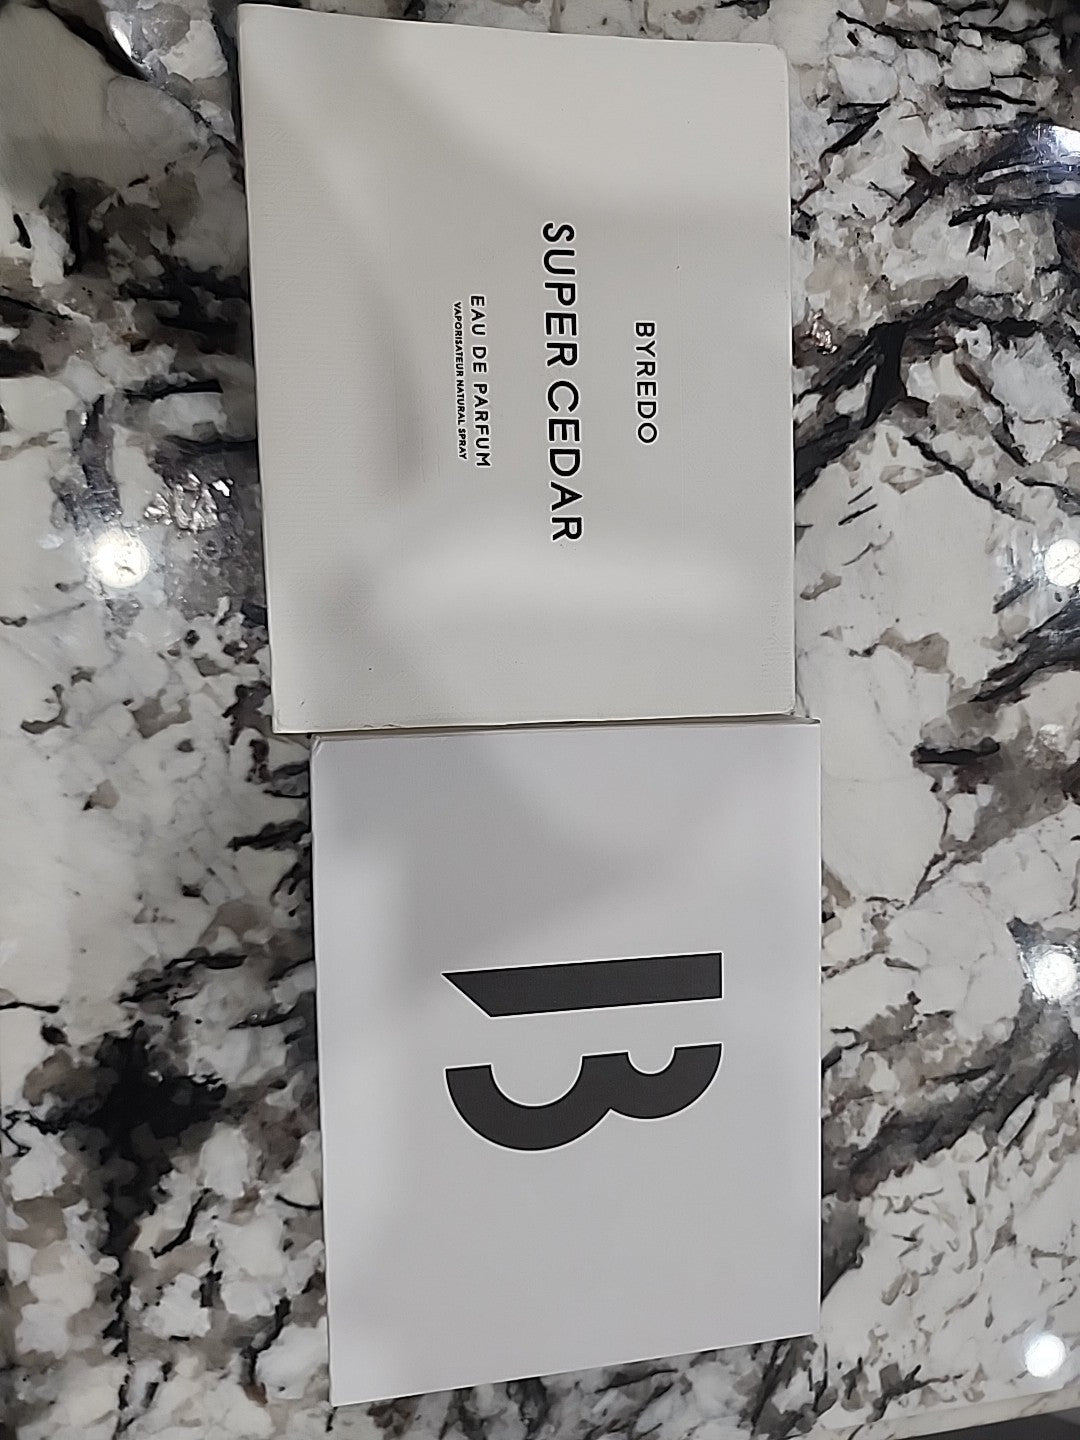 BYREDO
SUPER CEDAR
EAU DE PARFUM
VAPORISATEUR NATURAL SPRAY
B